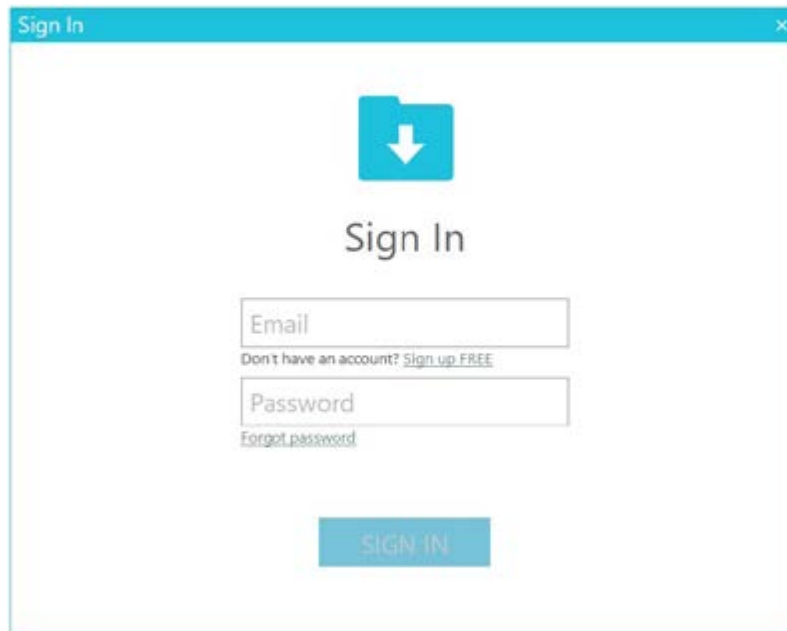 Sign In
Sign In
Email
Don't have an account? Sign up FREE
Password
Forgot password
SIGN IN